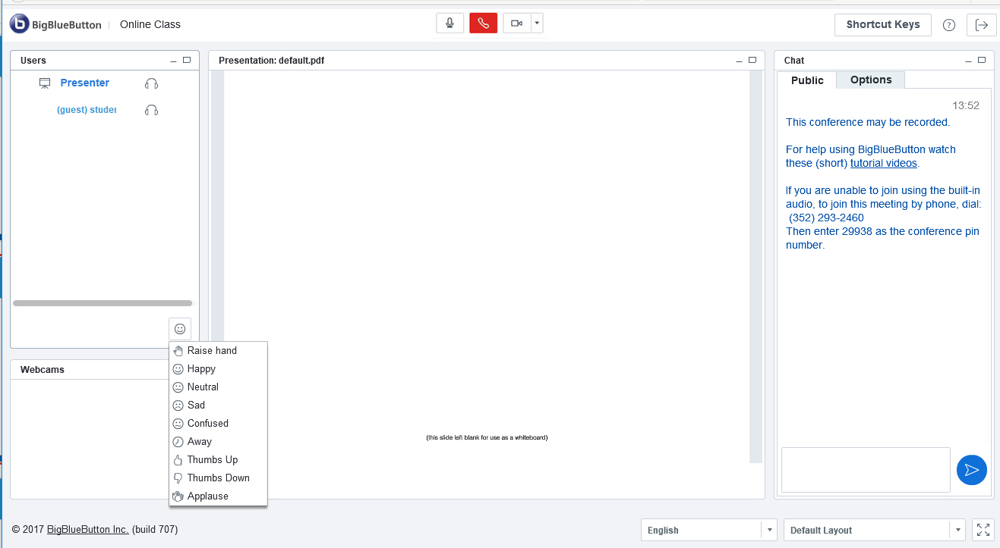 BigBlueButton
Online Class
Shortcut Keys
Users
Presenter
(guest) studei
Raise hand
Happy
Neutral
Sad
Confused
Away
Thumbs Up
Thumbs Down
Applause
Webcams
Presentation: default.pdf
(this slide left blank for use as a whiteboard)
Chat
Public
Options
13:52
This conference may be recorded.
For help using BigBlueButton watch
these (short) tutorial videos.
If you are unable to join using the built-in
audio, to join this meeting by phone, dial:
(352) 293-2460
Then enter 29938 as the conference pin
number.
© 2017 BigBlueButton Inc. (build 707)
English
Default Layout